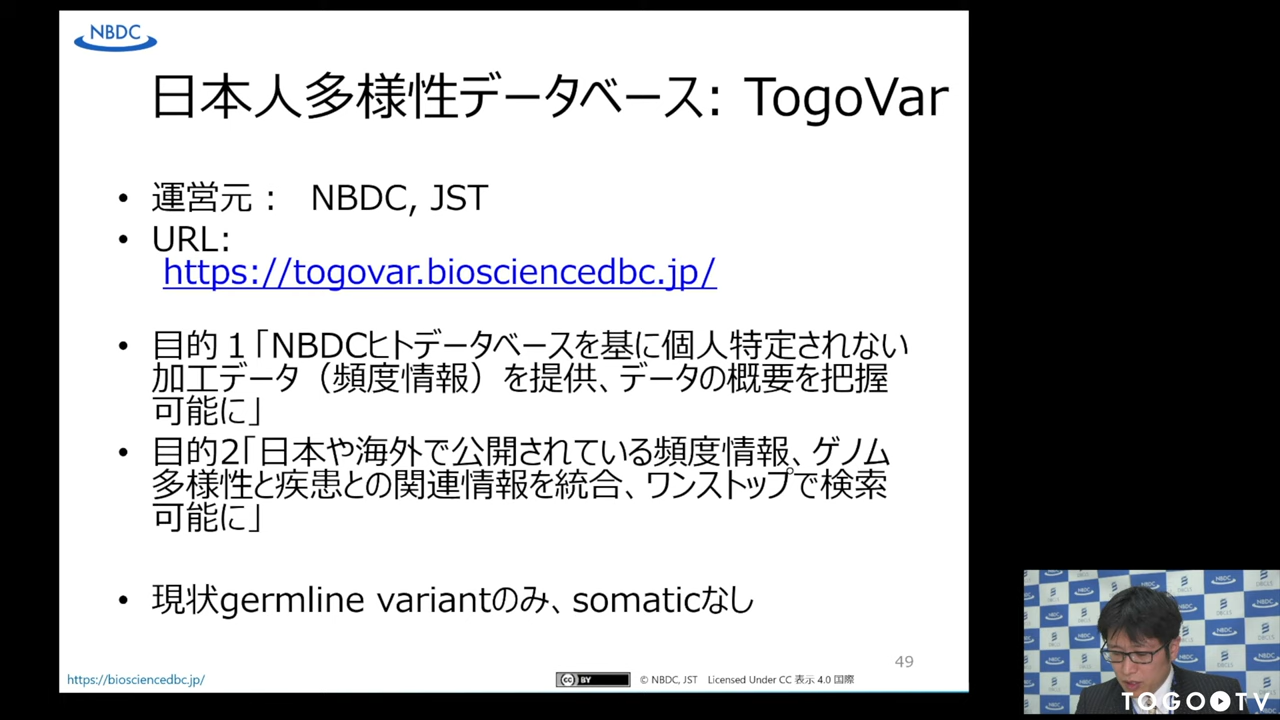 NBDC
日本人多様性データベース: TogoVar
• 運営元： NBDC, JST
• URL:
https://togovar.biosciencedbc.jp/
• 目的１「NBDCヒトデータベースを基に個人特定されない
加工データ（頻度情報）を提供、データの概要を把握
可能に」
• 目的2「日本や海外で公開されている頻度情報、ゲノム
多様性と疾患との関連情報を統合、ワンストップで検索
可能に」
• 現状germline variantのみ、somaticなし
49
https://biosciencedbc.jp/
cc BY
© NBDC, JST Licensed Under CC 表示 4.0 国際
NBDC
DBCLS
TOGO TV